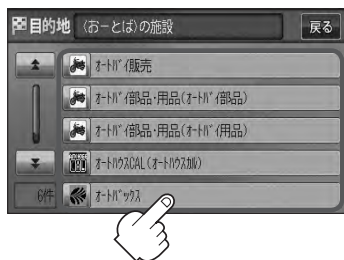 目的地 〈おーとば〉の施設 戻る
ｵｰﾄﾊﾞｲ販売
ｵｰﾄﾊﾞｲ部品･用品(ｵｰﾄﾊﾞｲ部品)
ｵｰﾄﾊﾞｲ部品･用品(ｵｰﾄﾊﾞｲ用品)
ｵｰﾄﾊｳｽCAL(ｵｰﾄﾊｳｽｶﾙ)
6件 ｵｰﾄﾊﾞｯｸｽ